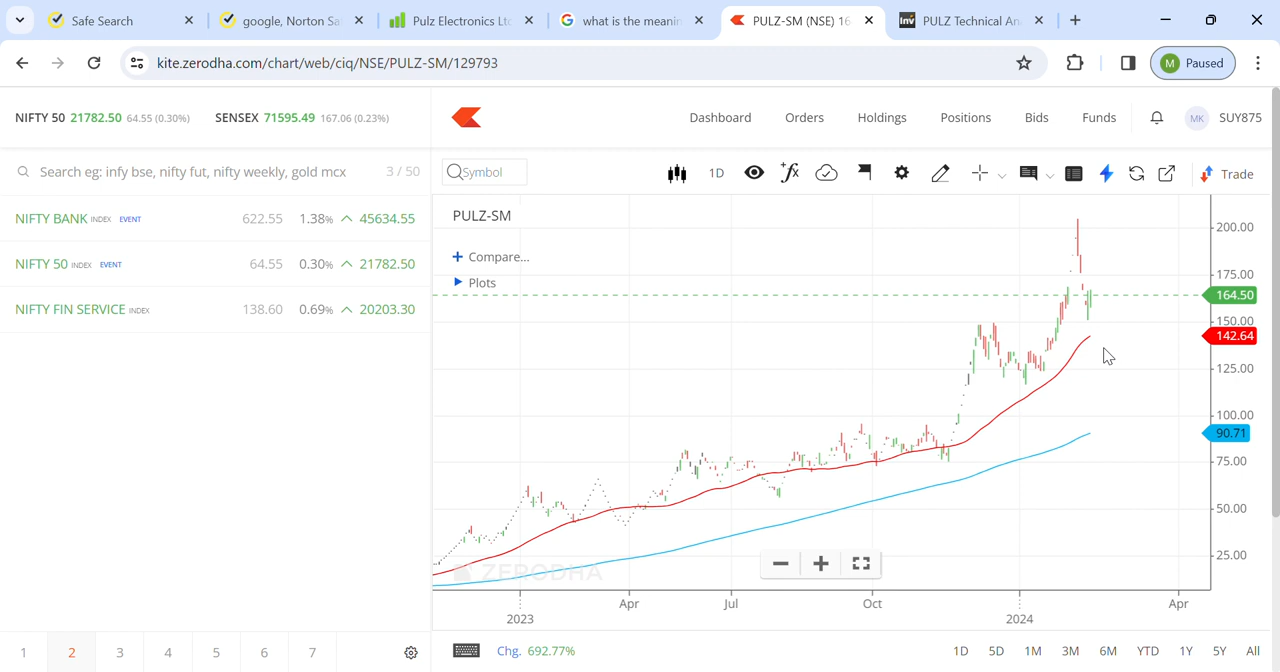 Safe Search
google, Norton Sa
Pulz Electronics Ltd
what is the meanin
PULZ-SM (NSE) 16
PULZ Technical An
kite.zerodha.com/chart/web/ciq/NSE/PULZ-SM/129793
M Paused
NIFTY 50 21782.50 64.55 (0.30%) SENSEX 71595.49 167.06 (0.23%)
Dashboard Orders Holdings Positions Bids Funds MK SUY875
Search eg: infy bse, nifty fut, nifty weekly, gold mcx 3 / 50
Symbol 1D Trade
NIFTY BANK INDEX EVENT 622.55 1.38% 45634.55
NIFTY 50 INDEX EVENT 64.55 0.30% 21782.50
NIFTY FIN SERVICE INDEX 138.60 0.69% 20203.30
PULZ-SM
+ Compare...
Plots
200.00
175.00
164.50
150.00
142.64
125.00
100.00
90.71
75.00
50.00
25.00
ZERODHA
Apr Jul Oct Apr
2023 2024
1 2 3 4 5 6 7
Chg. 692.77% 1D 5D 1M 3M 6M YTD 1Y 5Y All